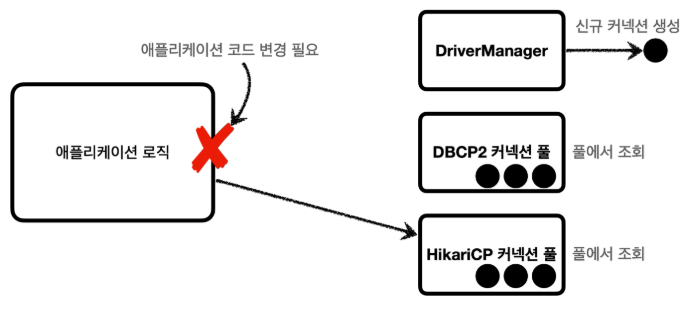 신규 커넥션 생성
애플리케이션 코드 변경 필요
DriverManager
애플리케이션 로직
DBCP2 커넥션 풀
풀에서 조회
HikariCP 커넥션 풀
풀에서 조회